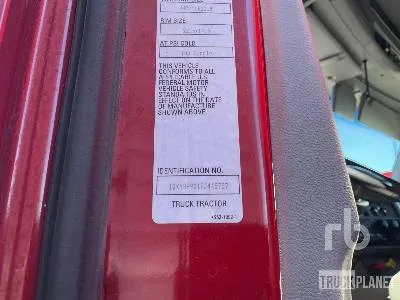 RIM SIZE
AT PSI COLD
THIS VEHICLE
CONFORMS TO ALL
APPLICABLE U.S.
FEDERAL MOTOR
VEHICLE SAFETY
STANDARDS IN
EFFECT ON THE DATE
OF MANUFACTURE
SHOWN ABOVE.
IDENTIFICATION NO.
TRUCK TRACTOR
rb
TRUCKPLANET